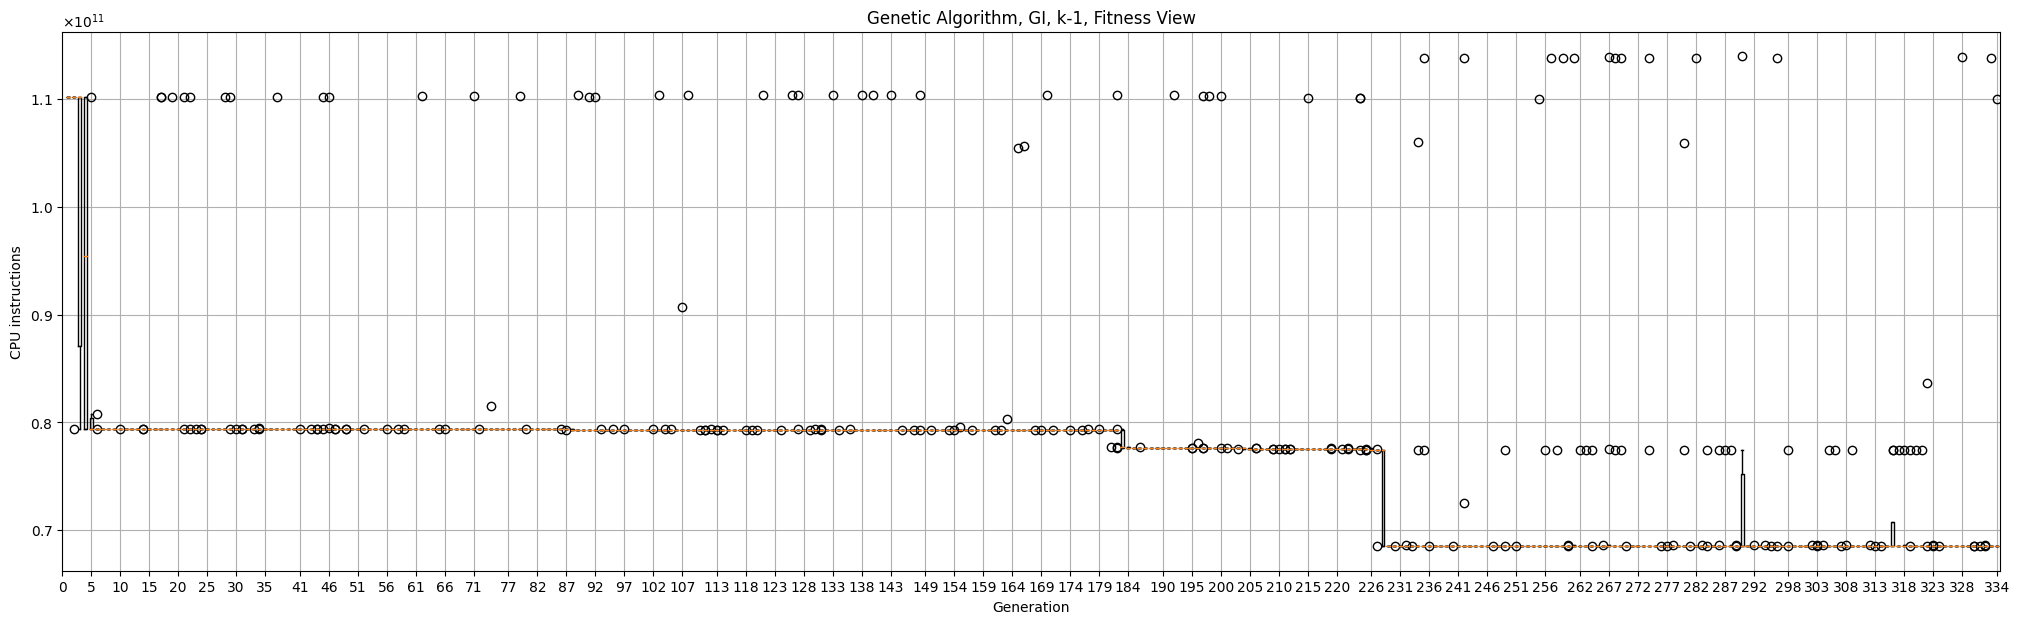 Genetic Algorithm, GI, k-1, Fitness View
×10¹¹
1.1
1.0
0.9
0.8
0.7
CPU instructions
0 5 10 15 20 25 30 35 41 46 51 56 61 66 71 77 82 87 92 97 102 107 113 118 123 128 133 138 143 149 154 159 164 169 174 179 184 190 195 200 205 210 215 220 226 231 236 241 246 251 256 262 267 272 277 282 287 292 298 303 308 313 318 323 328 334
Generation